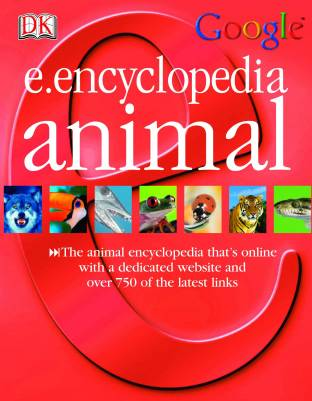 DK Google
e.encyclopedia
animal
The animal encyclopedia that's online
with a dedicated website and
over 750 of the latest links